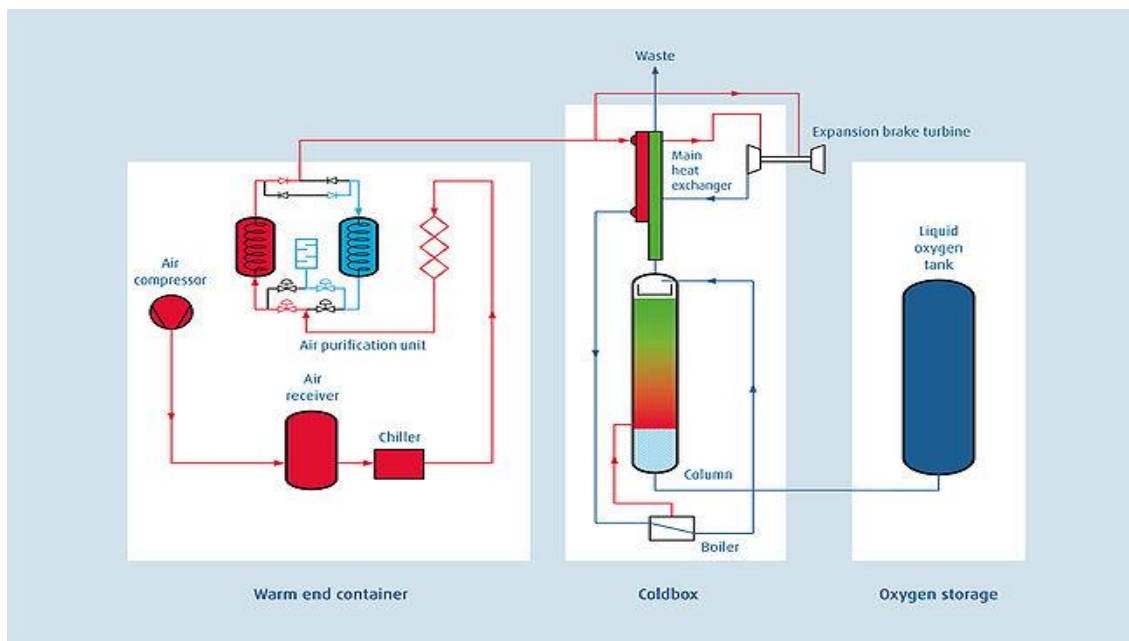 Waste
Expansion brake turbine
Main
heat
exchanger
Air
compressor
Liquid
oxygen
tank
Air purification unit
Air
receiver
Chiller
Column
Boiler
Warm end container
Coldbox
Oxygen storage